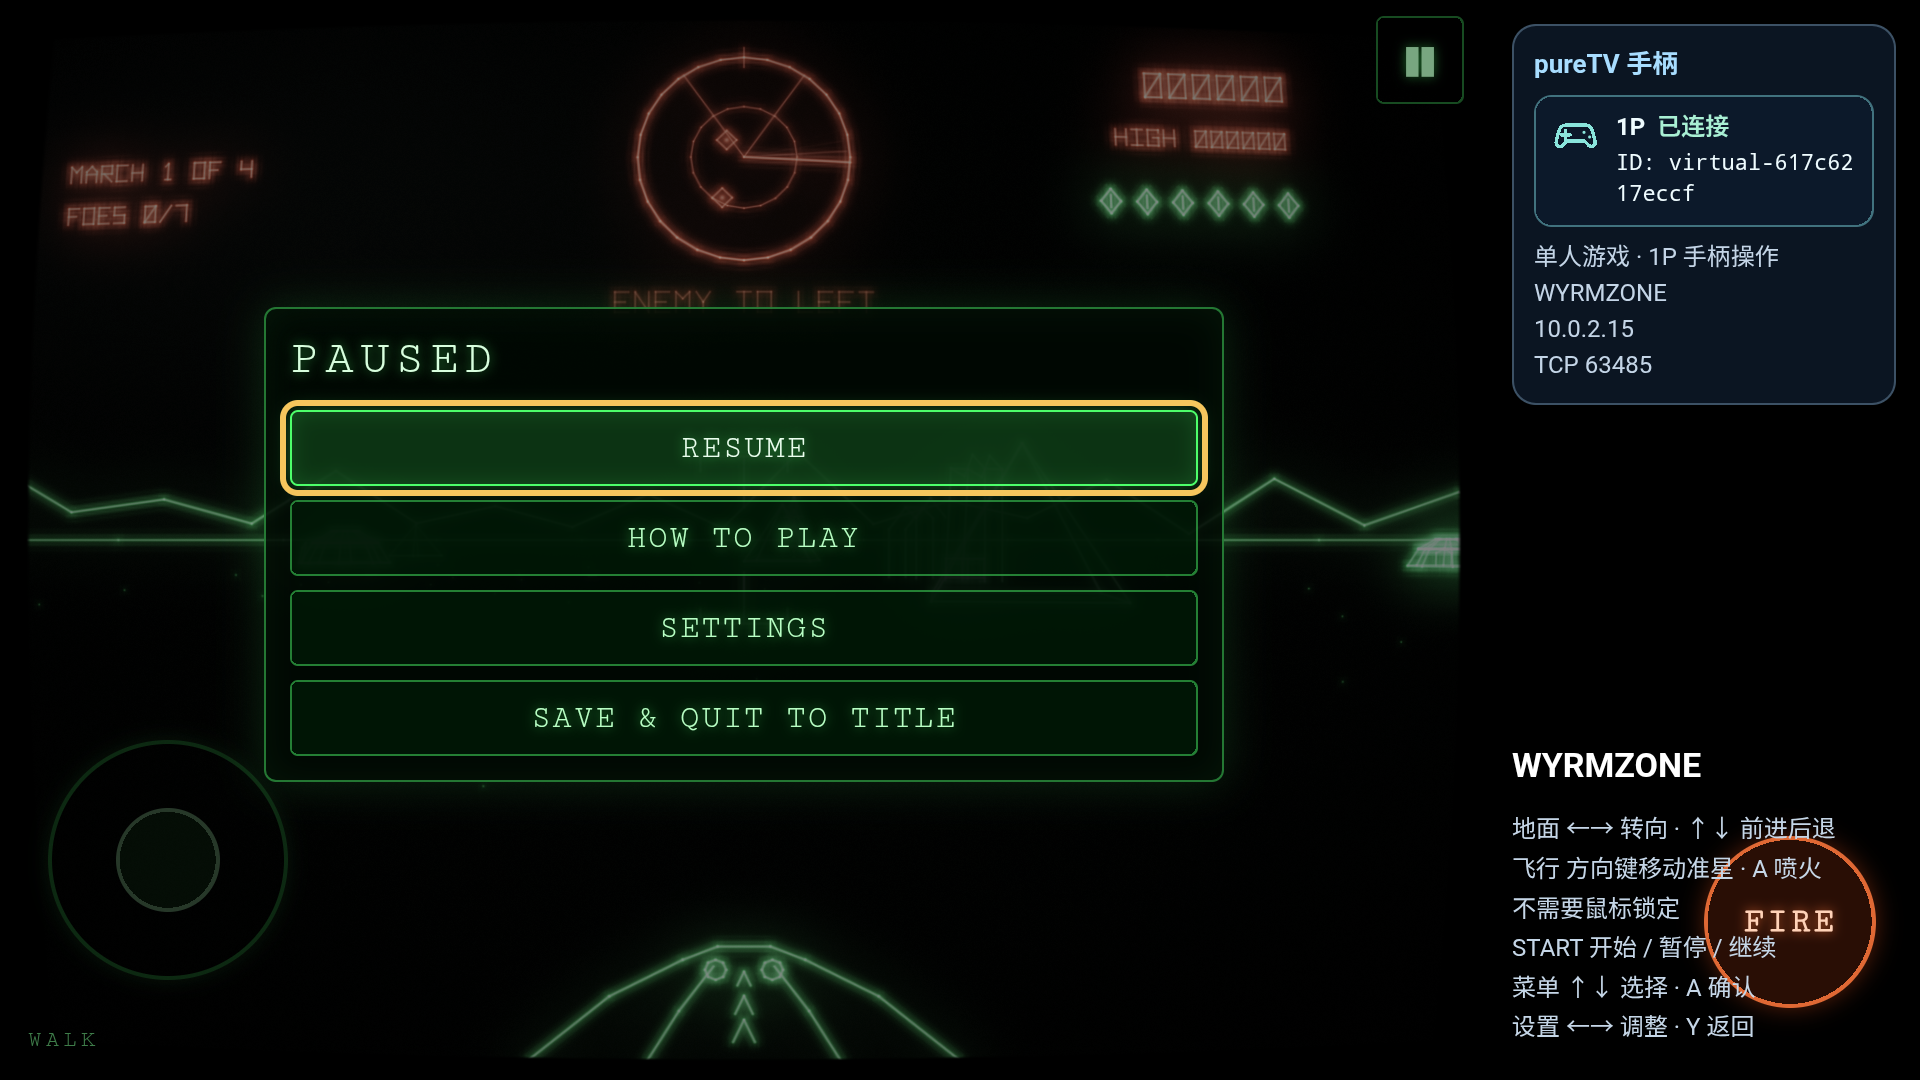 MARCH 1 OF 4
FOES 0/7
000000
HIGH 000000
ENEMY TO LEFT
PAUSED
RESUME
HOW TO PLAY
SETTINGS
SAVE & QUIT TO TITLE
WALK
pureTV 手柄
1P 已连接
ID: virtual-617c62
17eccf
单人游戏 · 1P 手柄操作
WYRMZONE
10.0.2.15
TCP 63485
WYRMZONE
地面 ←→ 转向 · ↑↓ 前进后退
飞行 方向键移动准星 · A 喷火
不需要鼠标锁定
FIRE
START 开始 / 暂停 / 继续
菜单 ↑↓ 选择 · A 确认
设置 ←→ 调整 · Y 返回